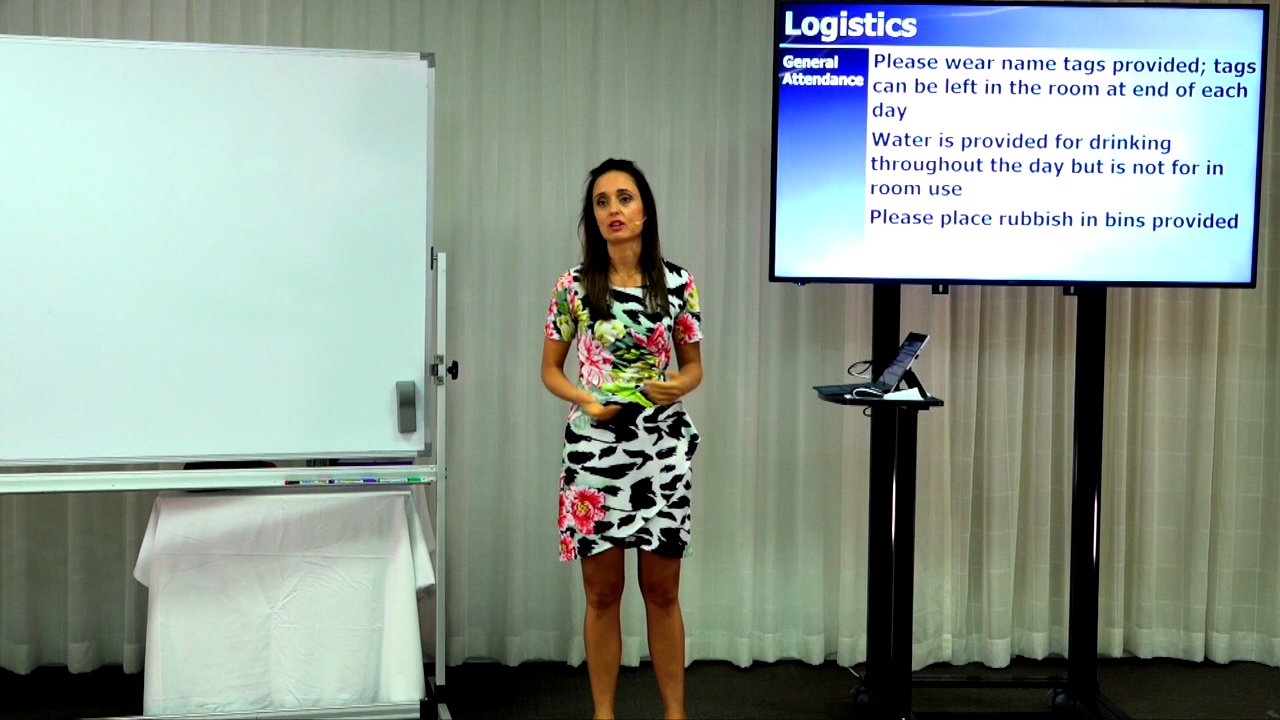 Logistics
General
Attendance
Please wear name tags provided; tags
can be left in the room at end of each
day
Water is provided for drinking
throughout the day but is not for in
room use
Please place rubbish in bins provided